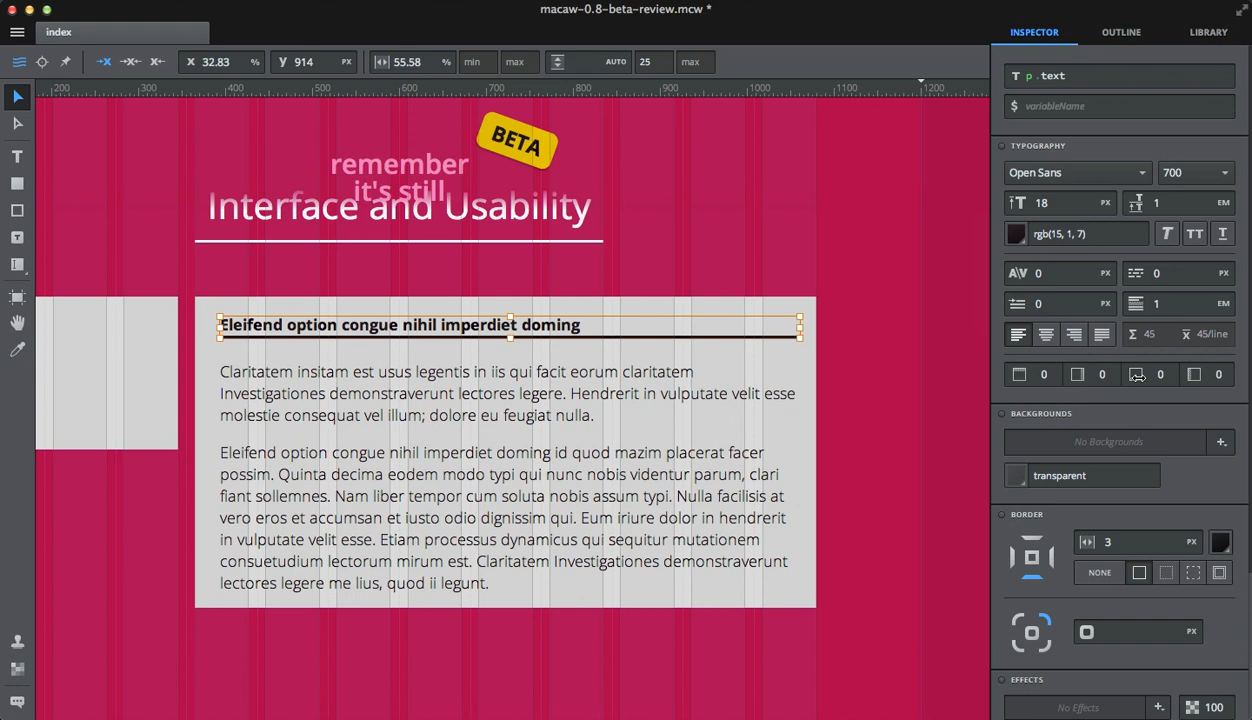 macaw-0.8-beta-review.mcw *
index
INSPECTOR
OUTLINE
LIBRARY
X 32.83 %
y 914 PX
55.58 % min max
AUTO 25 max
200 300 400 500 600 700 800 900 1000 1100 1200
T p .text
$ variableName
TYPOGRAPHY
Open Sans
700
18 PX
1 EM
rgb(15, 1, 7)
T TT T
A\V 0 PX
0 PX
0 PX
1 EM
Σ 45
x 45/line
0 0 0 0
BACKGROUNDS
No Backgrounds
transparent
BORDER
3 PX
NONE
PX
EFFECTS
No Effects
100
BETA
remember
it's still
Interface and Usability
Eleifend option congue nihil imperdiet doming
Claritatem insitam est usus legentis in iis qui facit eorum claritatem
Investigationes demonstraverunt lectores legere. Hendrerit in vulputate velit esse
molestie consequat vel illum; dolore eu feugiat nulla.
Eleifend option congue nihil imperdiet doming id quod mazim placerat facer
possim. Quinta decima eodem modo typi qui nunc nobis videntur parum, clari
fiant sollemnes. Nam liber tempor cum soluta nobis assum typi. Nulla facilisis at
vero eros et accumsan et iusto odio dignissim qui. Eum iriure dolor in hendrerit
in vulputate velit esse. Etiam processus dynamicus qui sequitur mutationem
consuetudium lectorum mirum est. Claritatem Investigationes demonstraverunt
lectores legere me lius, quod ii legunt.